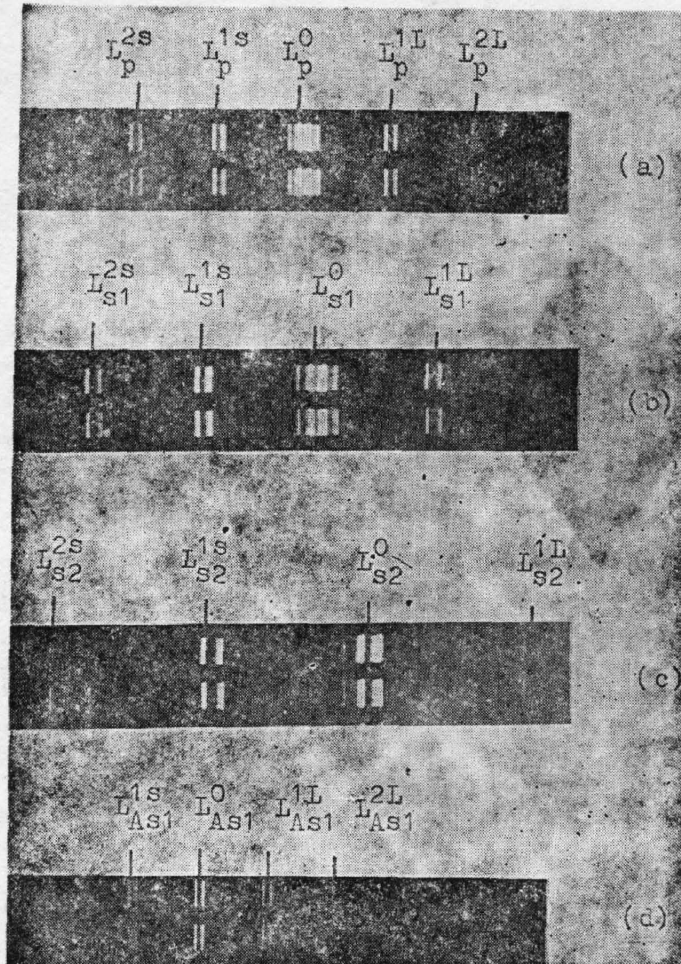 L_p^2s L_p^1s L_p^0 L_p^1L L_p^2L
(a)
L_s1^2s L_s1^1s L_s1^0 L_s1^1L
(b)
L_s2^2s L_s2^1s L_s2^0 L_s2^1L
(c)
L_As1^1s L_As1^0 L_As1^1L L_As1^2L
(d)